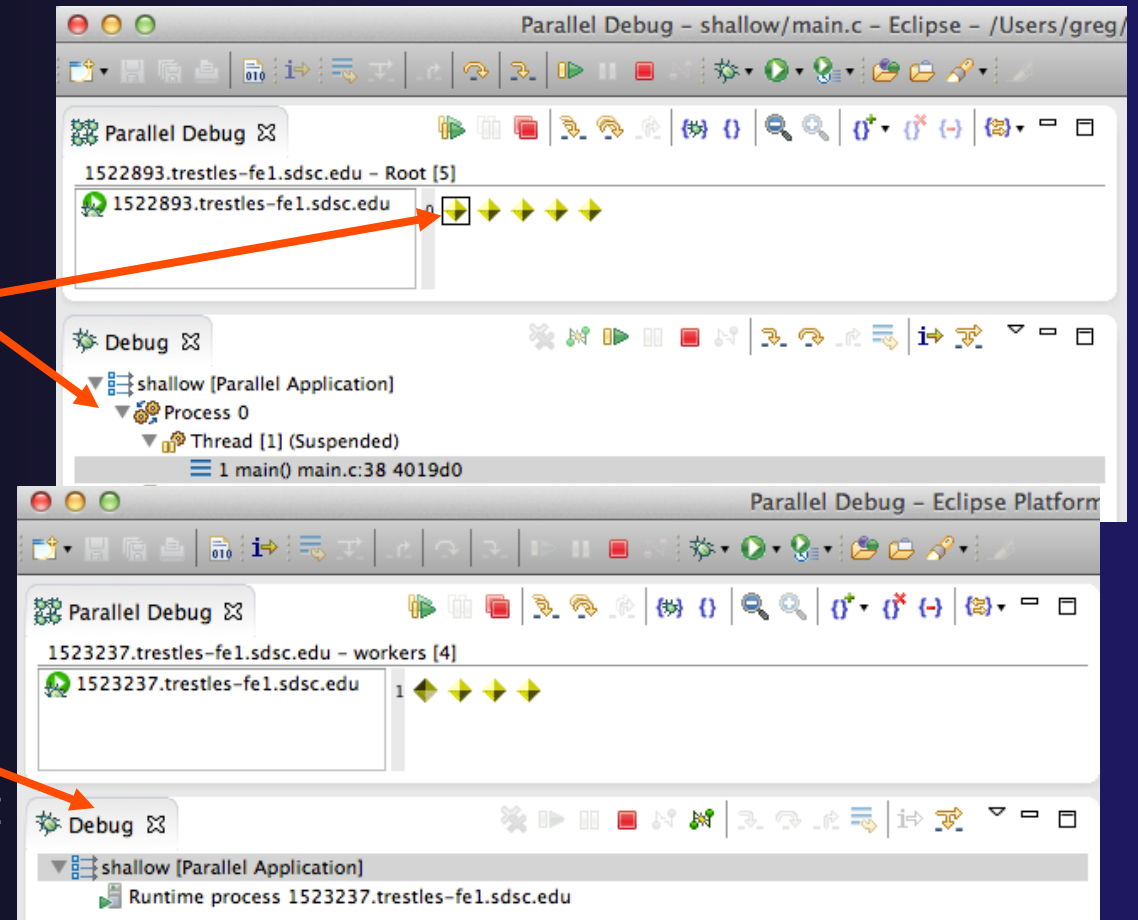 Parallel Debug – shallow/main.c – Eclipse – /Users/greg/
010
Parallel Debug
1522893.trestles-fe1.sdsc.edu – Root [5]
1522893.trestles-fe1.sdsc.edu
0
Debug
shallow [Parallel Application]
Process 0
Thread [1] (Suspended)
1 main() main.c:38 4019d0
Parallel Debug – Eclipse Platform
010
Parallel Debug
1523237.trestles-fe1.sdsc.edu – workers [4]
1523237.trestles-fe1.sdsc.edu
1
Debug
shallow [Parallel Application]
Runtime process 1523237.trestles-fe1.sdsc.edu